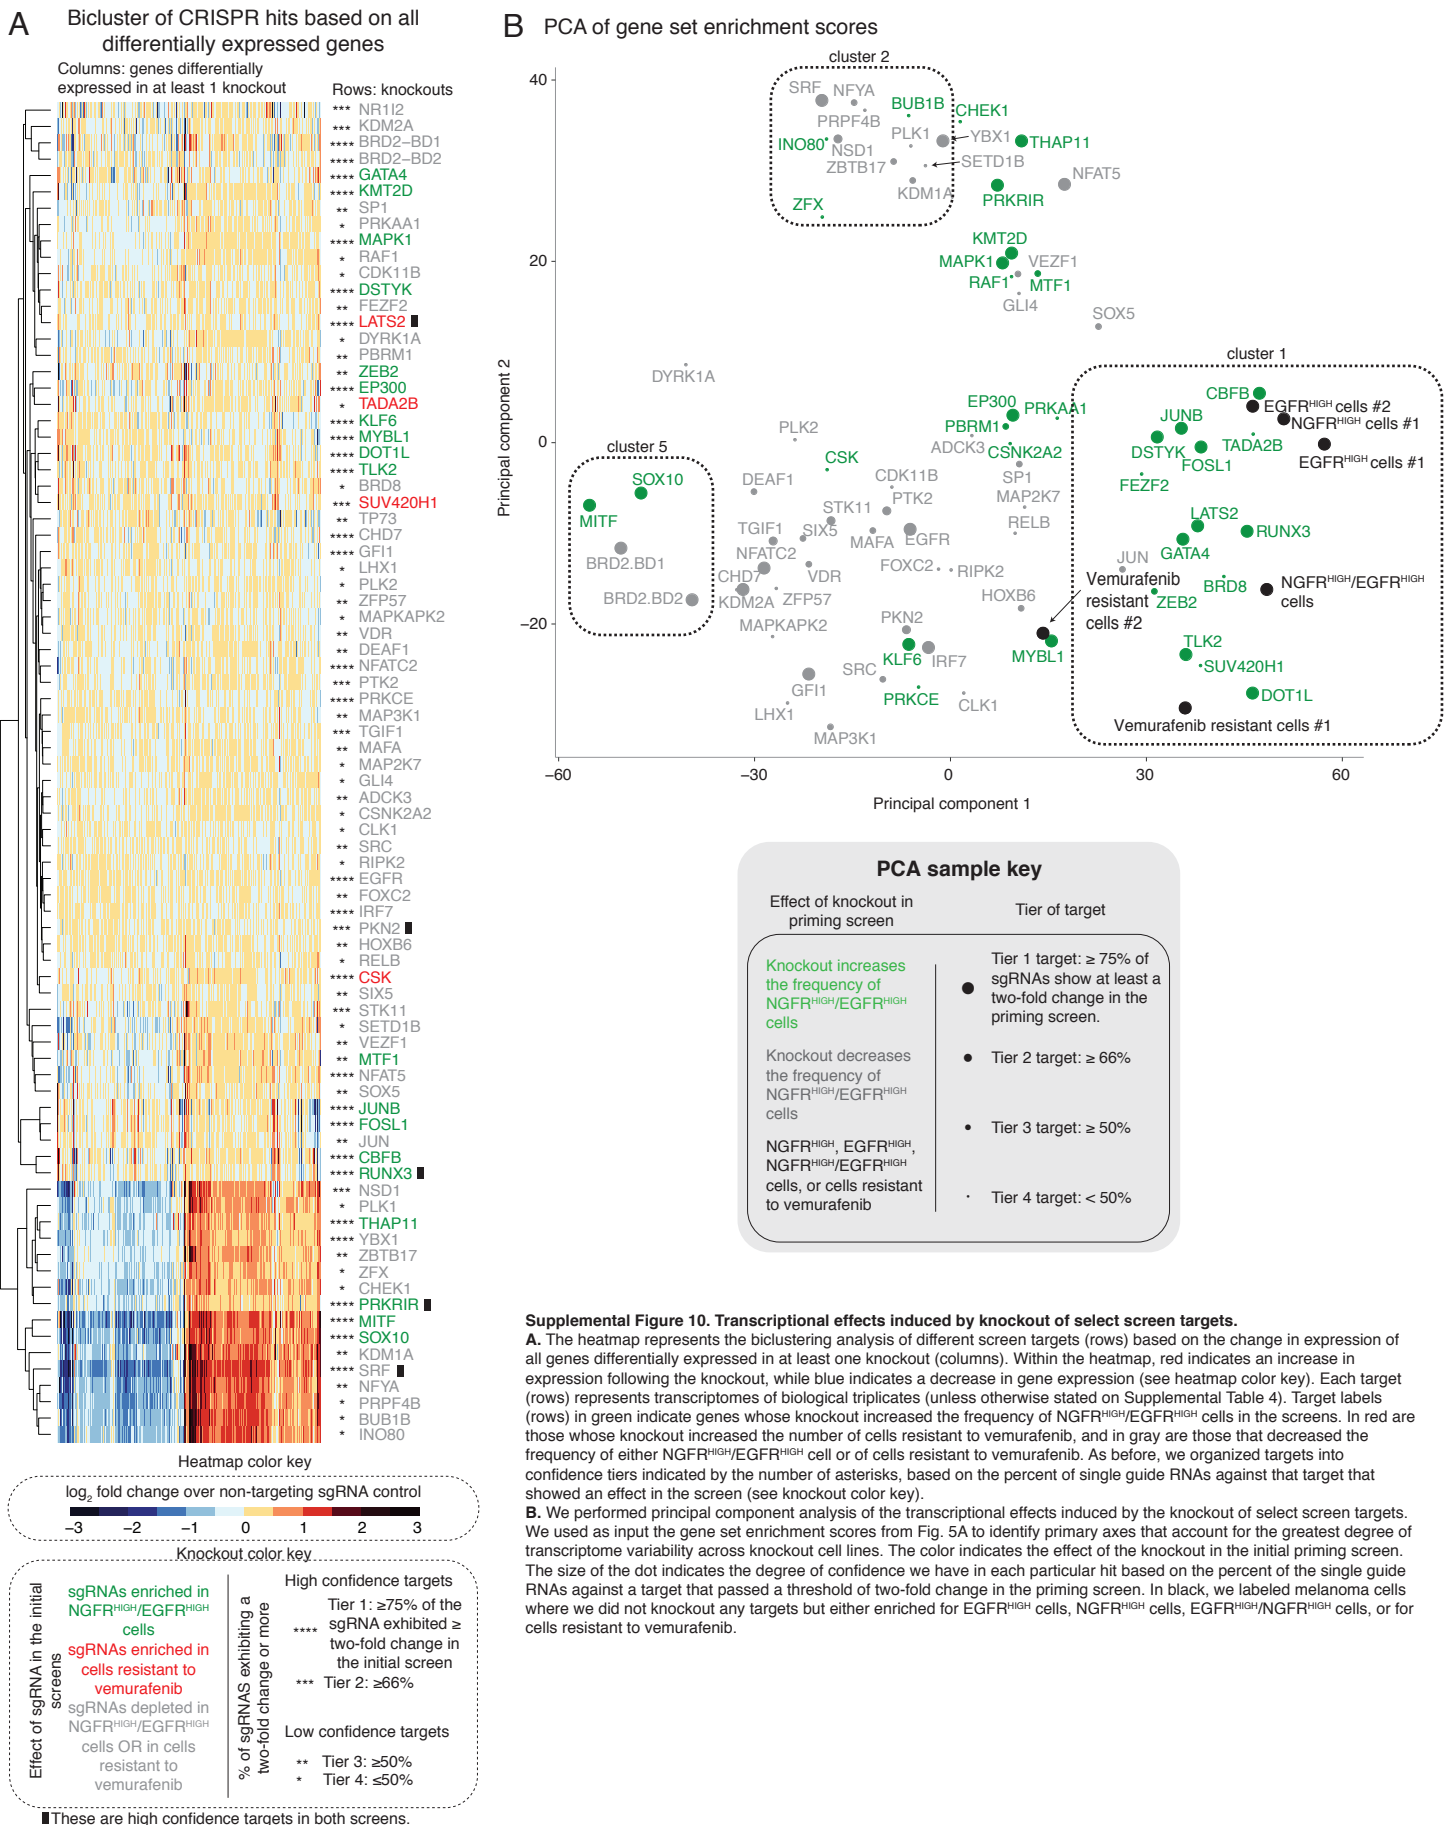 A
Bicluster of CRISPR hits based on all
differentially expressed genes
Columns: genes differentially
expressed in at least 1 knockout
Rows: knockouts
*** NR1I2
*** KDM2A
**** BRD2−BD1
**** BRD2−BD2
**** GATA4
**** KMT2D
** SP1
* PRKAA1
**** MAPK1
* RAF1
* CDK11B
**** DSTYK
** FEZF2
**** LATS2
* DYRK1A
** PBRM1
** ZEB2
**** EP300
* TADA2B
**** KLF6
**** MYBL1
**** DOT1L
**** TLK2
* BRD8
*** SUV420H1
** TP73
**** CHD7
**** GFI1
* LHX1
* PLK2
** ZFP57
* MAPKAPK2
** VDR
** DEAF1
**** NFATC2
*** PTK2
**** PRKCE
** MAP3K1
*** TGIF1
** MAFA
* MAP2K7
* GLI4
** ADCK3
* CSNK2A2
* CLK1
** SRC
* RIPK2
**** EGFR
** FOXC2
**** IRF7
*** PKN2
** HOXB6
* RELB
**** CSK
** SIX5
*** STK11
* SETD1B
** VEZF1
** MTF1
**** NFAT5
** SOX5
**** JUNB
**** FOSL1
** JUN
**** CBFB
**** RUNX3
*** NSD1
* PLK1
**** THAP11
**** YBX1
** ZBTB17
* ZFX
* CHEK1
**** PRKRIR
**** MITF
**** SOX10
** KDM1A
**** SRF
** NFYA
* PRPF4B
* BUB1B
* INO80
Heatmap color key
log2 fold change over non-targeting sgRNA control
−3 −2 −1 0 1 2 3
Knockout color key
Effect of sgRNA in the initial
screens
sgRNAs enriched in
NGFRHIGH/EGFRHIGH
cells
sgRNAs enriched in
cells resistant to
vemurafenib
sgRNAs depleted in
NGFRHIGH/EGFRHIGH
cells OR in cells
resistant to
vemurafenib
% of sgRNAS exhibiting a
two-fold change or more
High confidence targets
Tier 1: ≥75% of the
**** sgRNA exhibited ≥
two-fold change in
the initial screen
*** Tier 2: ≥66%
Low confidence targets
** Tier 3: ≥50%
* Tier 4: ≤50%
These are high confidence targets in both screens.
B
PCA of gene set enrichment scores
cluster 2
SRF
NFYA
PRPF4B
BUB1B
CHEK1
INO80
NSD1
PLK1
YBX1
THAP11
ZBTB17
SETD1B
KDM1A
NFAT5
PRKRIR
ZFX
KMT2D
MAPK1
VEZF1
RAF1
MTF1
GLI4
SOX5
DYRK1A
cluster 1
CBFB
EGFRHIGH cells #2
NGFRHIGH cells #1
EGFRHIGH cells #1
JUNB
TADA2B
DSTYK
FOSL1
FEZF2
EP300
PRKAA1
PBRM1
ADCK3
CSNK2A2
PLK2
CSK
cluster 5
SOX10
MITF
BRD2.BD1
BRD2.BD2
DEAF1
CDK11B
SP1
PTK2
MAP2K7
STK11
RELB
TGIF1
SIX5
MAFA
EGFR
NFATC2
LATS2
RUNX3
GATA4
JUN
CHD7
VDR
FOXC2
RIPK2
KDM2A
ZFP57
HOXB6
Vemurafenib
resistant
cells #2
BRD8
ZEB2
NGFRHIGH/EGFRHIGH
cells
MAPKAPK2
PKN2
KLF6
IRF7
MYBL1
TLK2
SUV420H1
SRC
GFI1
PRKCE
CLK1
DOT1L
LHX1
MAP3K1
Vemurafenib resistant cells #1
40
20
0
−20
Principal component 2
−60 −30 0 30 60
Principal component 1
PCA sample key
Effect of knockout in
priming screen
Tier of target
Knockout increases
the frequency of
NGFRHIGH/EGFRHIGH
cells
Knockout decreases
the frequency of
NGFRHIGH/EGFRHIGH
cells
NGFRHIGH, EGFRHIGH,
NGFRHIGH/EGFRHIGH
cells, or cells resistant
to vemurafenib
Tier 1 target: ≥ 75% of
sgRNAs show at least a
two-fold change in the
priming screen.
Tier 2 target: ≥ 66%
Tier 3 target: ≥ 50%
Tier 4 target: < 50%
Supplemental Figure 10. Transcriptional effects induced by knockout of select screen targets.
A. The heatmap represents the biclustering analysis of different screen targets (rows) based on the change in expression of
all genes differentially expressed in at least one knockout (columns). Within the heatmap, red indicates an increase in
expression following the knockout, while blue indicates a decrease in gene expression (see heatmap color key). Each target
(rows) represents transcriptomes of biological triplicates (unless otherwise stated on Supplemental Table 4). Target labels
(rows) in green indicate genes whose knockout increased the frequency of NGFRHIGH/EGFRHIGH cells in the screens. In red are
those whose knockout increased the number of cells resistant to vemurafenib, and in gray are those that decreased the
frequency of either NGFRHIGH/EGFRHIGH cell or of cells resistant to vemurafenib. As before, we organized targets into
confidence tiers indicated by the number of asterisks, based on the percent of single guide RNAs against that target that
showed an effect in the screen (see knockout color key).
B. We performed principal component analysis of the transcriptional effects induced by the knockout of select screen targets.
We used as input the gene set enrichment scores from Fig. 5A to identify primary axes that account for the greatest degree of
transcriptome variability across knockout cell lines. The color indicates the effect of the knockout in the initial priming screen.
The size of the dot indicates the degree of confidence we have in each particular hit based on the percent of the single guide
RNAs against a target that passed a threshold of two-fold change in the priming screen. In black, we labeled melanoma cells
where we did not knockout any targets but either enriched for EGFRHIGH cells, NGFRHIGH cells, EGFRHIGH/NGFRHIGH cells, or for
cells resistant to vemurafenib.